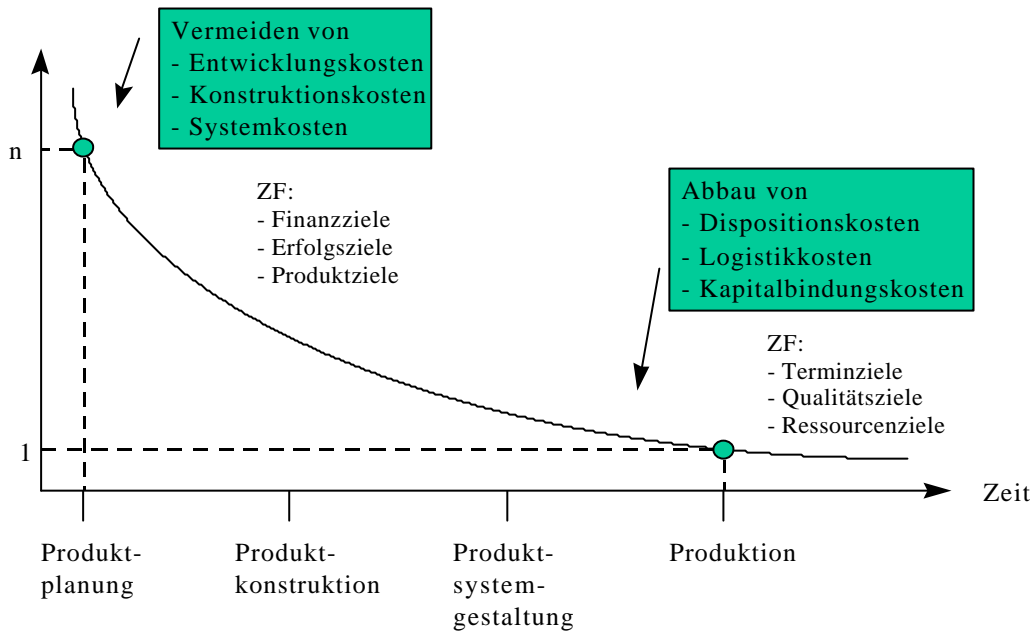 Vermeiden von
- Entwicklungskosten
- Konstruktionskosten
- Systemkosten
n
ZF:
- Finanzziele
- Erfolgsziele
- Produktziele
Abbau von
- Dispositionskosten
- Logistikkosten
- Kapitalbindungskosten
ZF:
- Terminziele
- Qualitätsziele
- Ressourcenziele
1
Zeit
Produkt-
planung
Produkt-
konstruktion
Produkt-
system-
gestaltung
Produktion